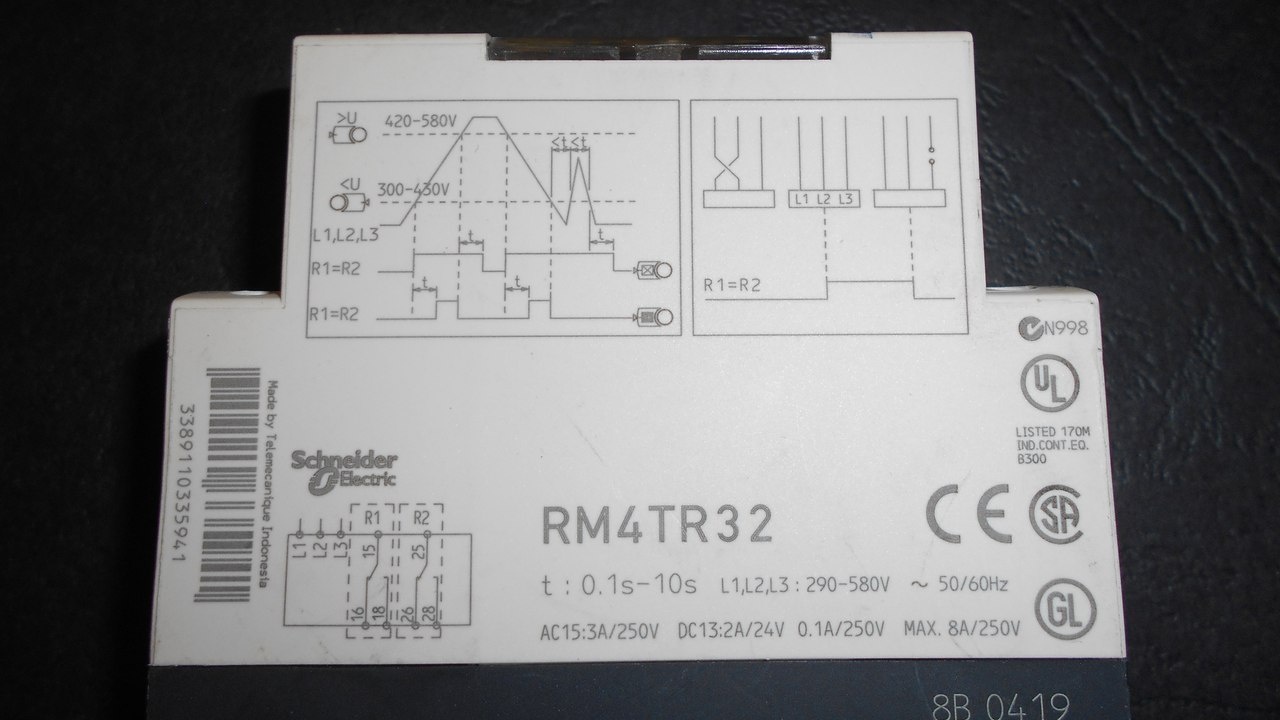 >U
420-580V
≤t ≤t
<U
300-430V
L1,L2,L3
t
t
R1=R2
t
t
R1=R2
L1 L2 L3
R1=R2
N998
UL
LISTED 170M
IND.CONT.EQ.
B300
Made by Telemecanique Indonesia
3389110335941
Schneider
Electric
R1 R2
L1 L2 L3 15 25
16 18 26 28
RM4TR32
CE SA
t : 0.1s-10s L1,L2,L3 : 290-580V ~ 50/60Hz
GL
AC15:3A/250V DC13:2A/24V 0.1A/250V MAX. 8A/250V
8B 0419